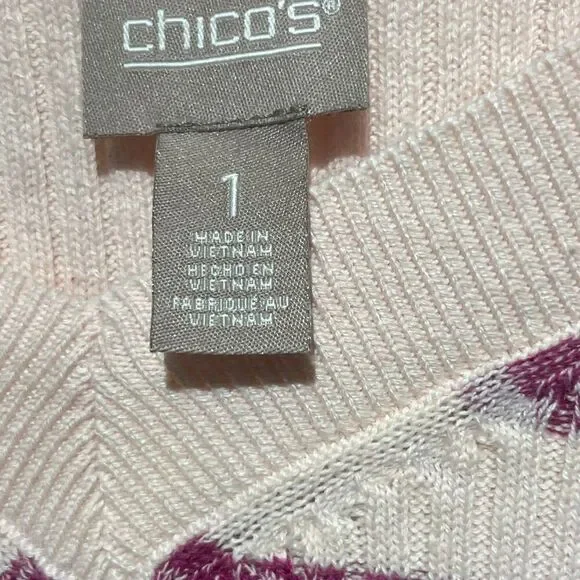 chico's®
1
MADE IN
VIETNAM
HECHO EN
VIETNAM
FABRIQUE AU
VIETNAM